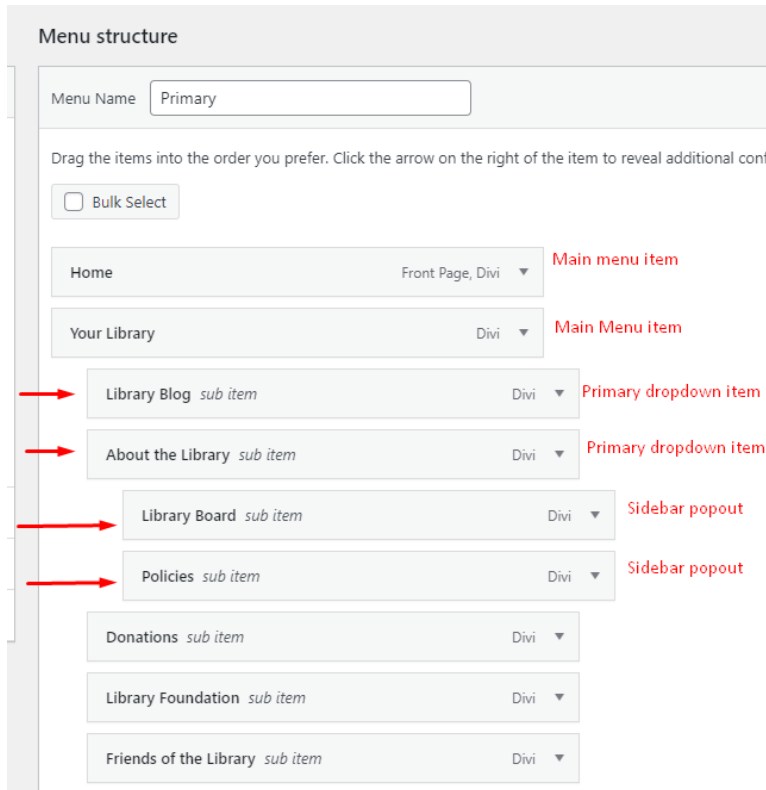 Menu structure
Menu Name Primary
Drag the items into the order you prefer. Click the arrow on the right of the item to reveal additional
Bulk Select
Home Front Page, Divi Main menu item
Your Library Divi Main Menu item
Library Blog sub item Divi Primary dropdown item
About the Library sub item Divi Primary dropdown item
Library Board sub item Divi Sidebar popout
Policies sub item Divi Sidebar popout
Donations sub item Divi
Library Foundation sub item Divi
Friends of the Library sub item Divi